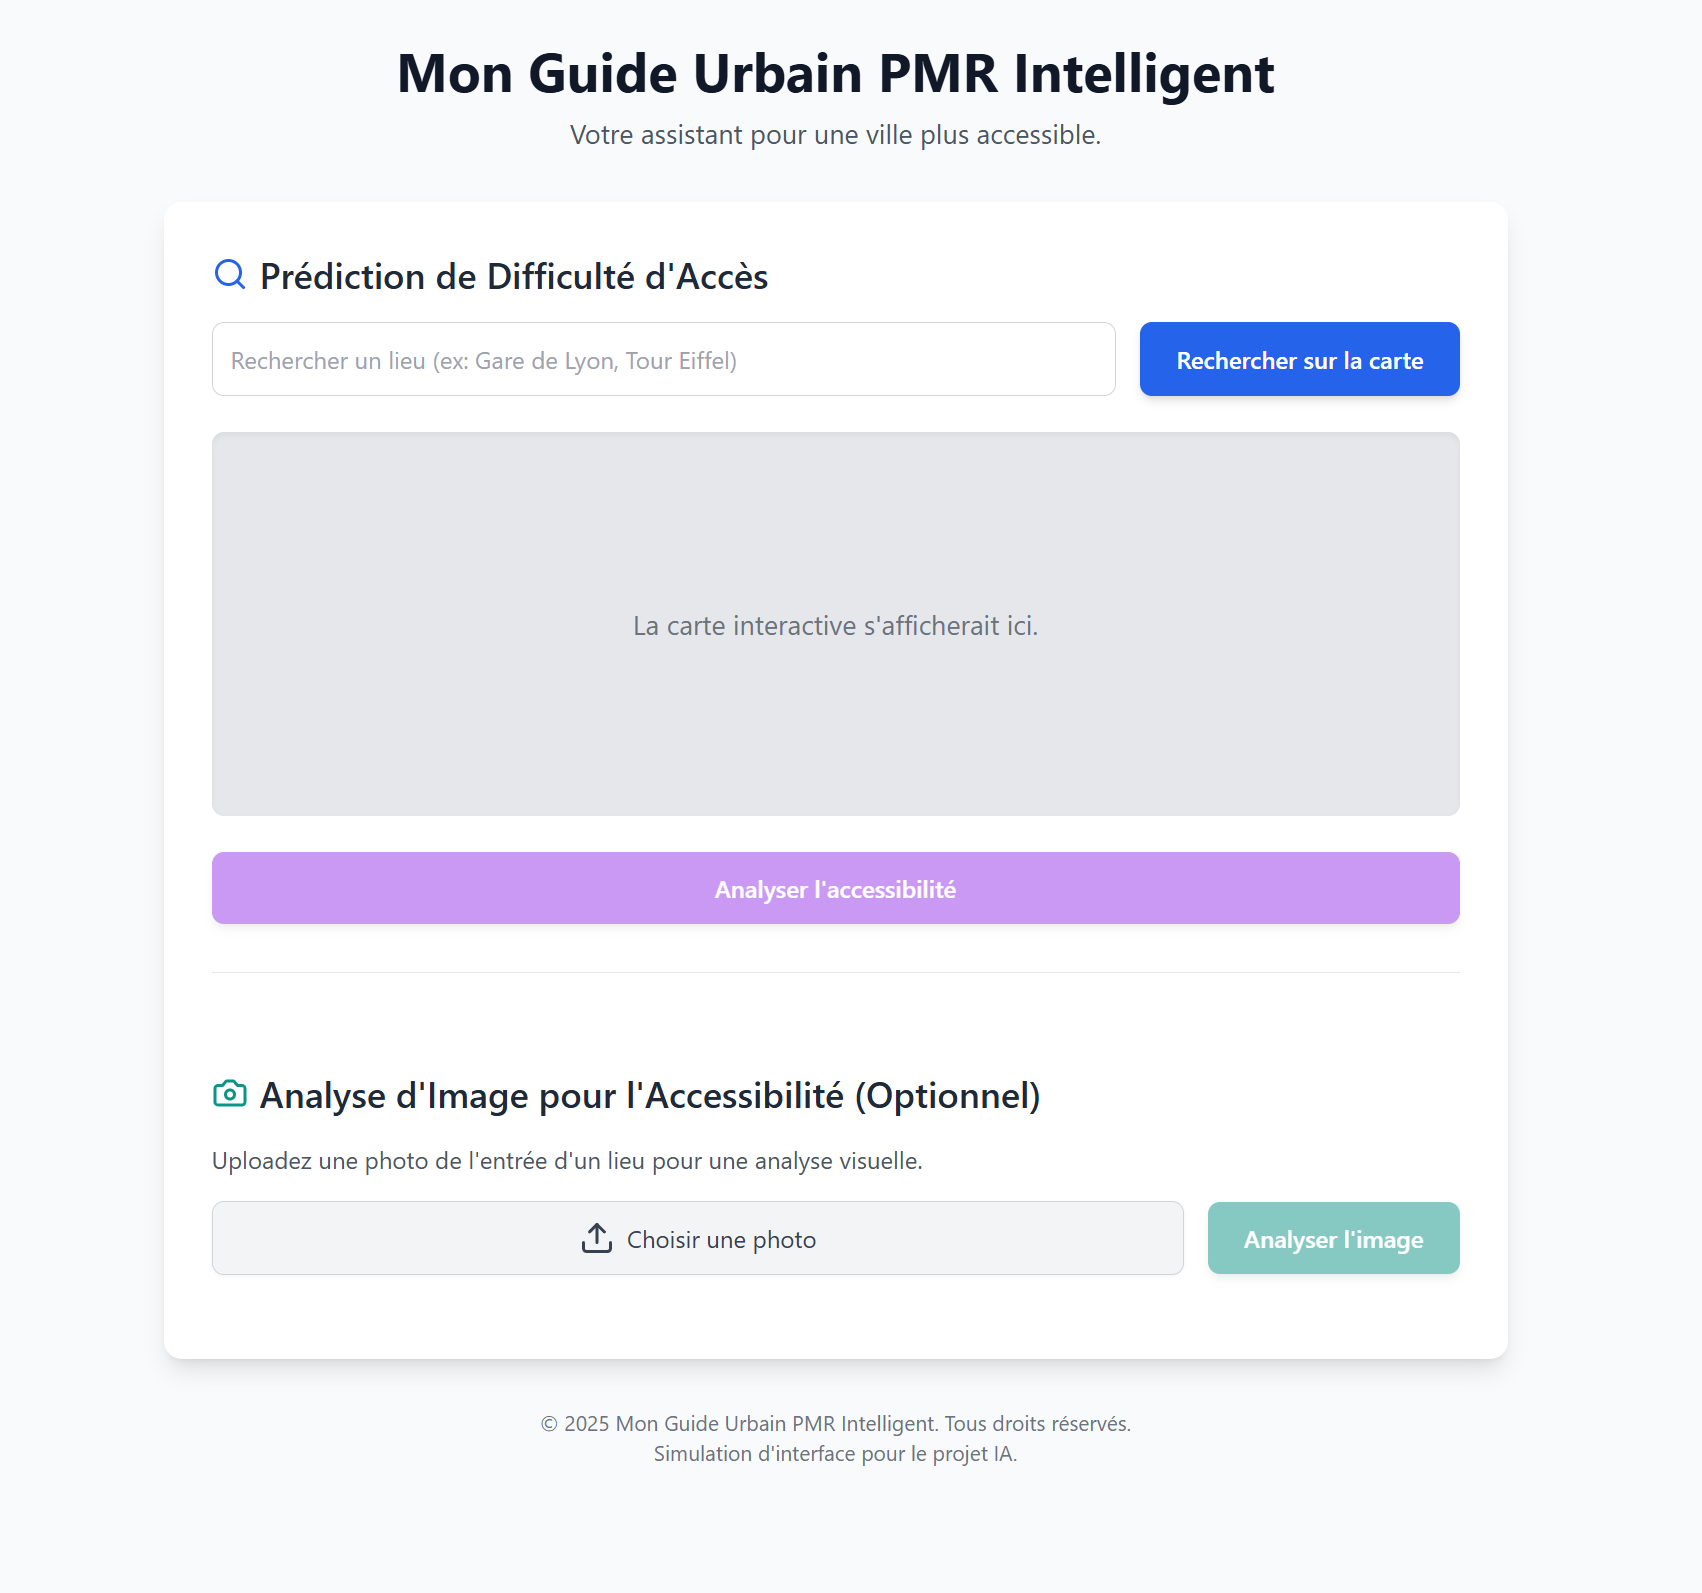 Mon Guide Urbain PMR Intelligent
Votre assistant pour une ville plus accessible.
Prédiction de Difficulté d'Accès
Rechercher un lieu (ex: Gare de Lyon, Tour Eiffel)
Rechercher sur la carte
La carte interactive s'afficherait ici.
Analyser l'accessibilité
Analyse d'Image pour l'Accessibilité (Optionnel)
Uploadez une photo de l'entrée d'un lieu pour une analyse visuelle.
Choisir une photo
Analyser l'image
© 2025 Mon Guide Urbain PMR Intelligent. Tous droits réservés.
Simulation d'interface pour le projet IA.